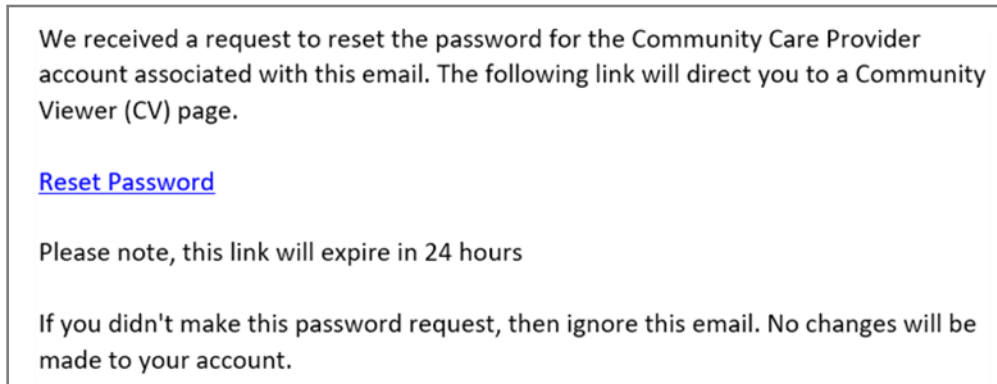 We received a request to reset the password for the Community Care Provider
account associated with this email. The following link will direct you to a Community
Viewer (CV) page.
Reset Password
Please note, this link will expire in 24 hours
If you didn't make this password request, then ignore this email. No changes will be
made to your account.